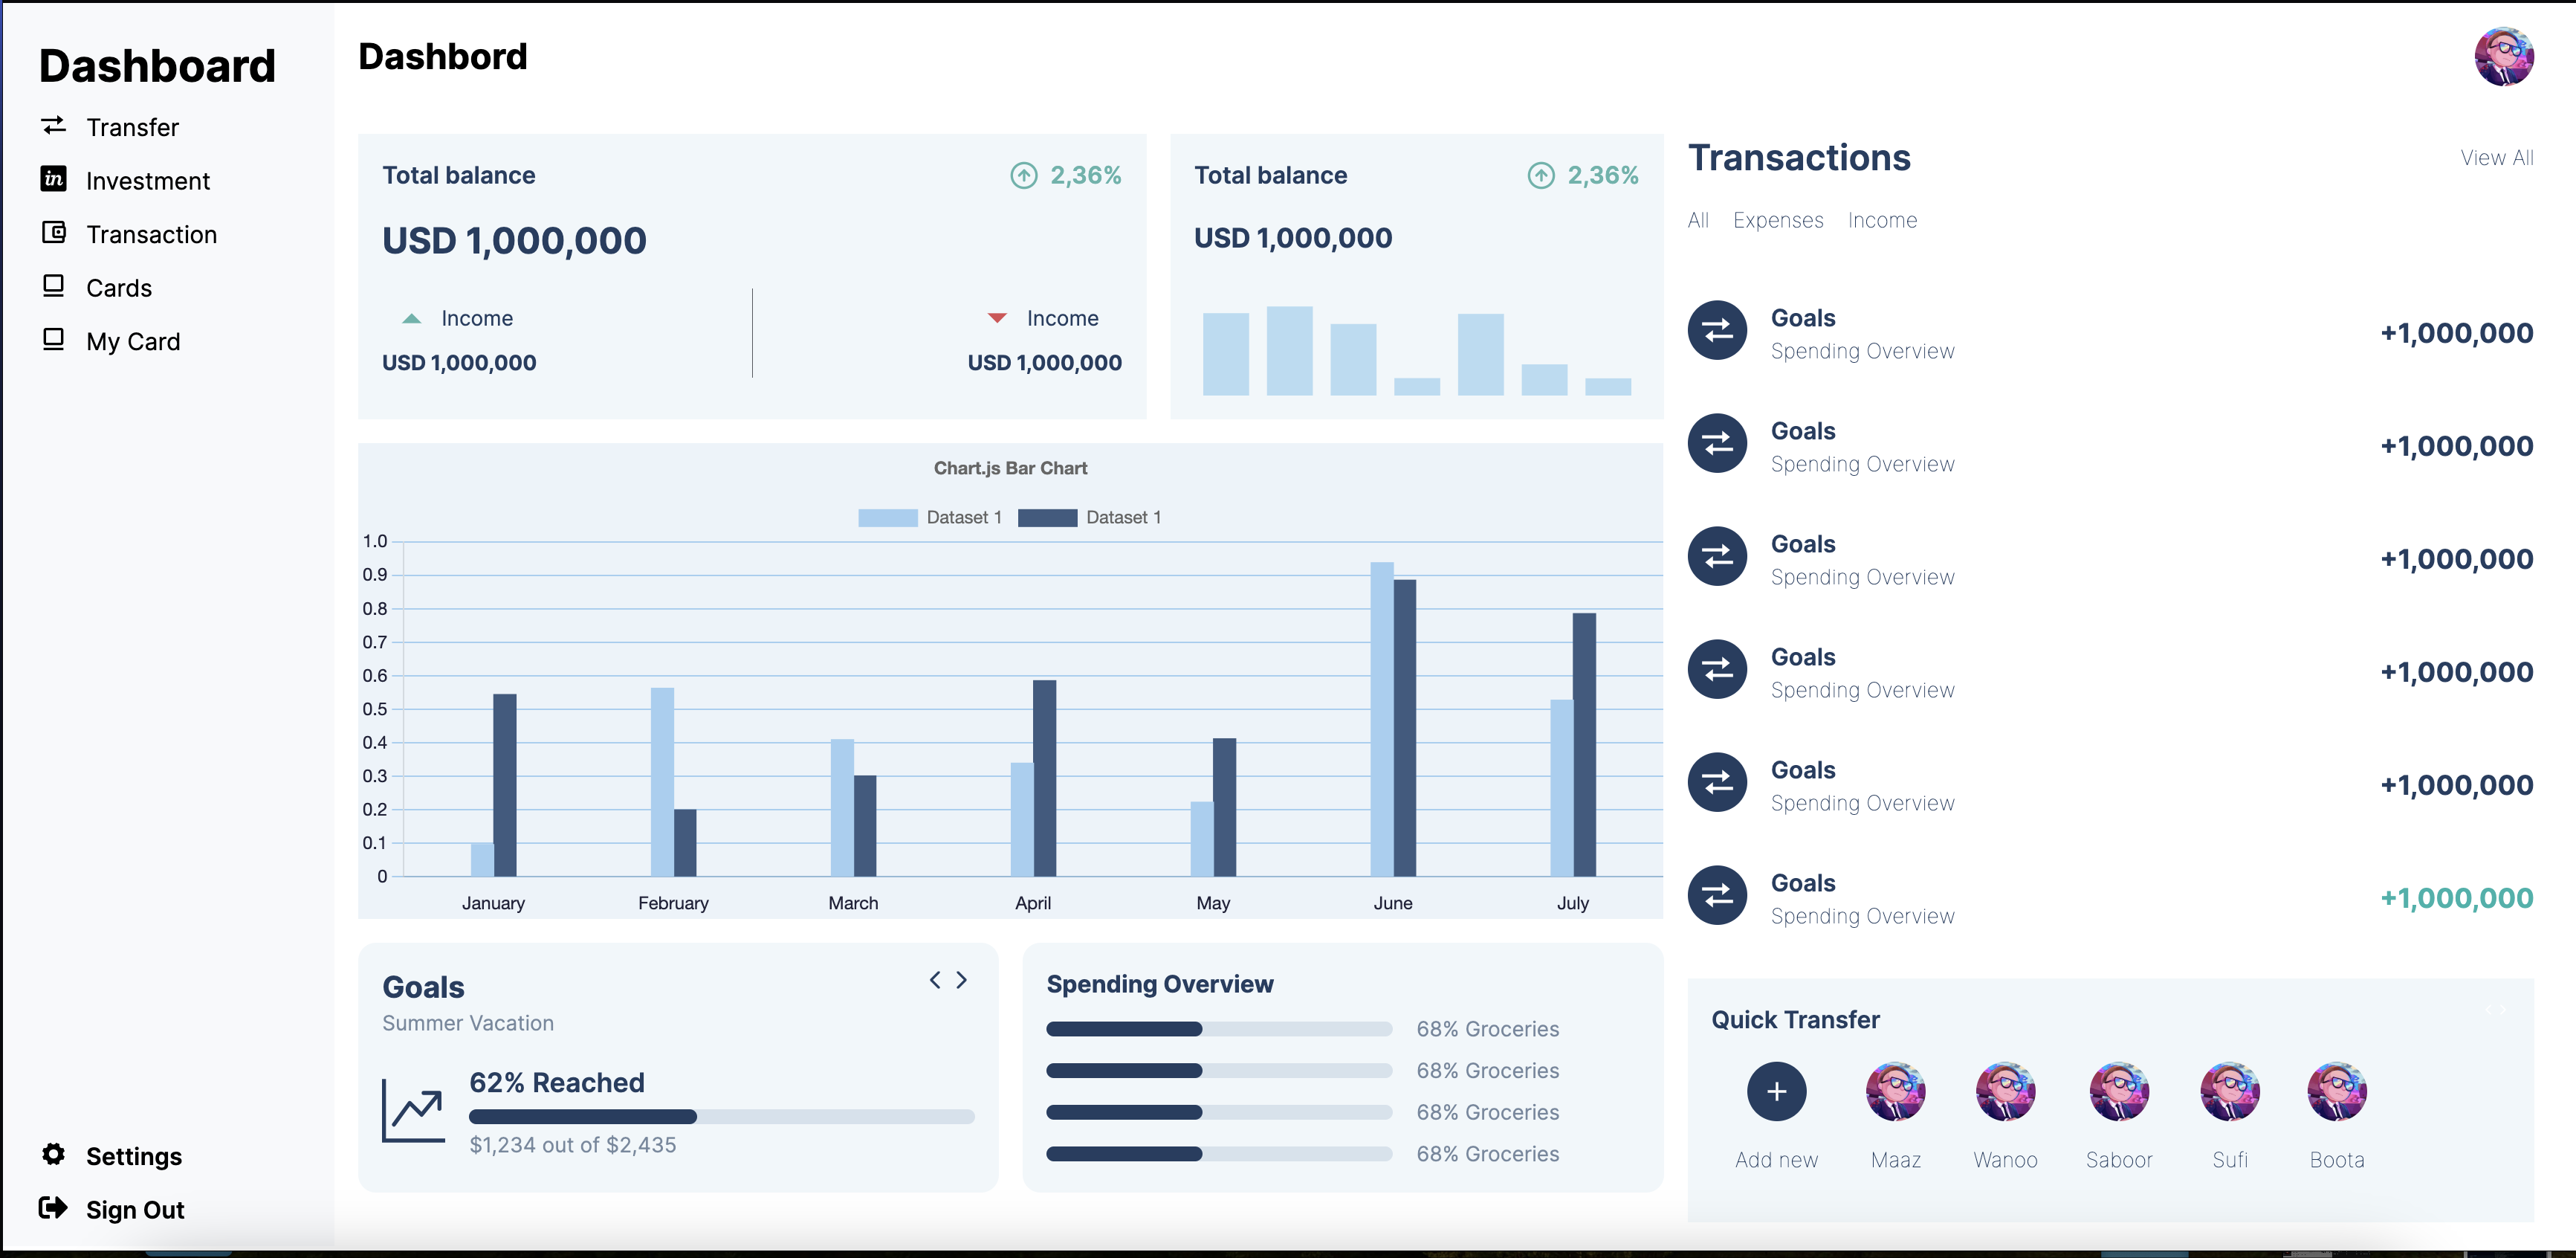 Dashboard
Transfer
in Investment
Transaction
Cards
My Card
Settings
Sign Out
Dashbord
Total balance 2,36%
USD 1,000,000
Income Income
USD 1,000,000 USD 1,000,000
Total balance 2,36%
USD 1,000,000
Chart.js Bar Chart
Dataset 1 Dataset 1
1.0
0.9
0.8
0.7
0.6
0.5
0.4
0.3
0.2
0.1
0
January February March April May June July
Goals
Summer Vacation
62% Reached
$1,234 out of $2,435
Spending Overview
68% Groceries
68% Groceries
68% Groceries
68% Groceries
Transactions View All
All Expenses Income
Goals
Spending Overview
+1,000,000
Goals
Spending Overview
+1,000,000
Goals
Spending Overview
+1,000,000
Goals
Spending Overview
+1,000,000
Goals
Spending Overview
+1,000,000
Goals
Spending Overview
+1,000,000
Quick Transfer
Add new Maaz Wanoo Saboor Sufi Boota